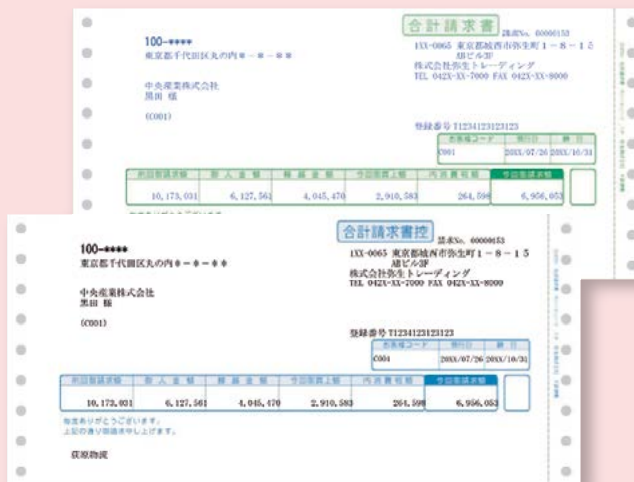 合計請求書
請求No. 00000153
100-****
東京都千代田区丸の内*-*-**
1XX-0065 東京都城西市弥生町1-8-15
ABビル3F
株式会社弥生トレーディング
TEL 042X-XX-7000 FAX 042X-XX-8000
中央産業株式会社
黒田 様
(C001)
登録番号 T1234123123123
お客様コード 発行日 締日
C001 20XX/07/26 20XX/10/31
前回御請求額 御入金額 繰越金額 今回御買上額 内消費税額 今回御請求額
10,173,031 6,127,561 4,045,470 2,910,583 264,598 6,956,053
合計請求書控
請求No. 00000153
100-****
東京都千代田区丸の内*-*-**
1XX-0065 東京都城西市弥生町1-8-15
ABビル3F
株式会社弥生トレーディング
TEL 042X-XX-7000 FAX 042X-XX-8000
中央産業株式会社
黒田 様
(C001)
登録番号 T1234123123123
お客様コード 発行日 締日
C001 20XX/07/26 20XX/10/31
前回御請求額 御入金額 繰越金額 今回御買上額 内消費税額 今回御請求額
10,173,031 6,127,561 4,045,470 2,910,583 264,598 6,956,053
毎度ありがとうございます。
上記の通り御請求申し上げます。
荻原物流